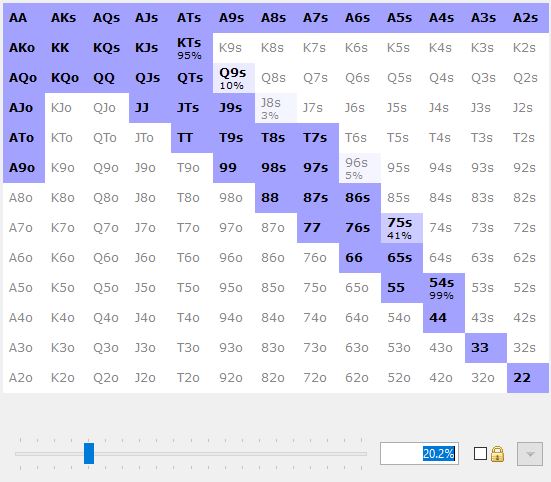 AA AKs AQs AJs ATs A9s A8s A7s A6s A5s A4s A3s A2s
AKo KK KQs KJs KTs 95% K9s K8s K7s K6s K5s K4s K3s K2s
AQo KQo QQ QJs QTs Q9s 10% Q8s Q7s Q6s Q5s Q4s Q3s Q2s
AJo KJo QJo JJ JTs J9s J8s 3% J7s J6s J5s J4s J3s J2s
ATo KTo QTo JTo TT T9s T8s T7s T6s T5s T4s T3s T2s
A9o K9o Q9o J9o T9o 99 98s 97s 96s 5% 95s 94s 93s 92s
A8o K8o Q8o J8o T8o 98o 88 87s 86s 85s 84s 83s 82s
A7o K7o Q7o J7o T7o 97o 87o 77 76s 75s 41% 74s 73s 72s
A6o K6o Q6o J6o T6o 96o 86o 76o 66 65s 64s 63s 62s
A5o K5o Q5o J5o T5o 95o 85o 75o 65o 55 54s 99% 53s 52s
A4o K4o Q4o J4o T4o 94o 84o 74o 64o 54o 44 43s 42s
A3o K3o Q3o J3o T3o 93o 83o 73o 63o 53o 43o 33 32s
A2o K2o Q2o J2o T2o 92o 82o 72o 62o 52o 42o 32o 22
20.2%